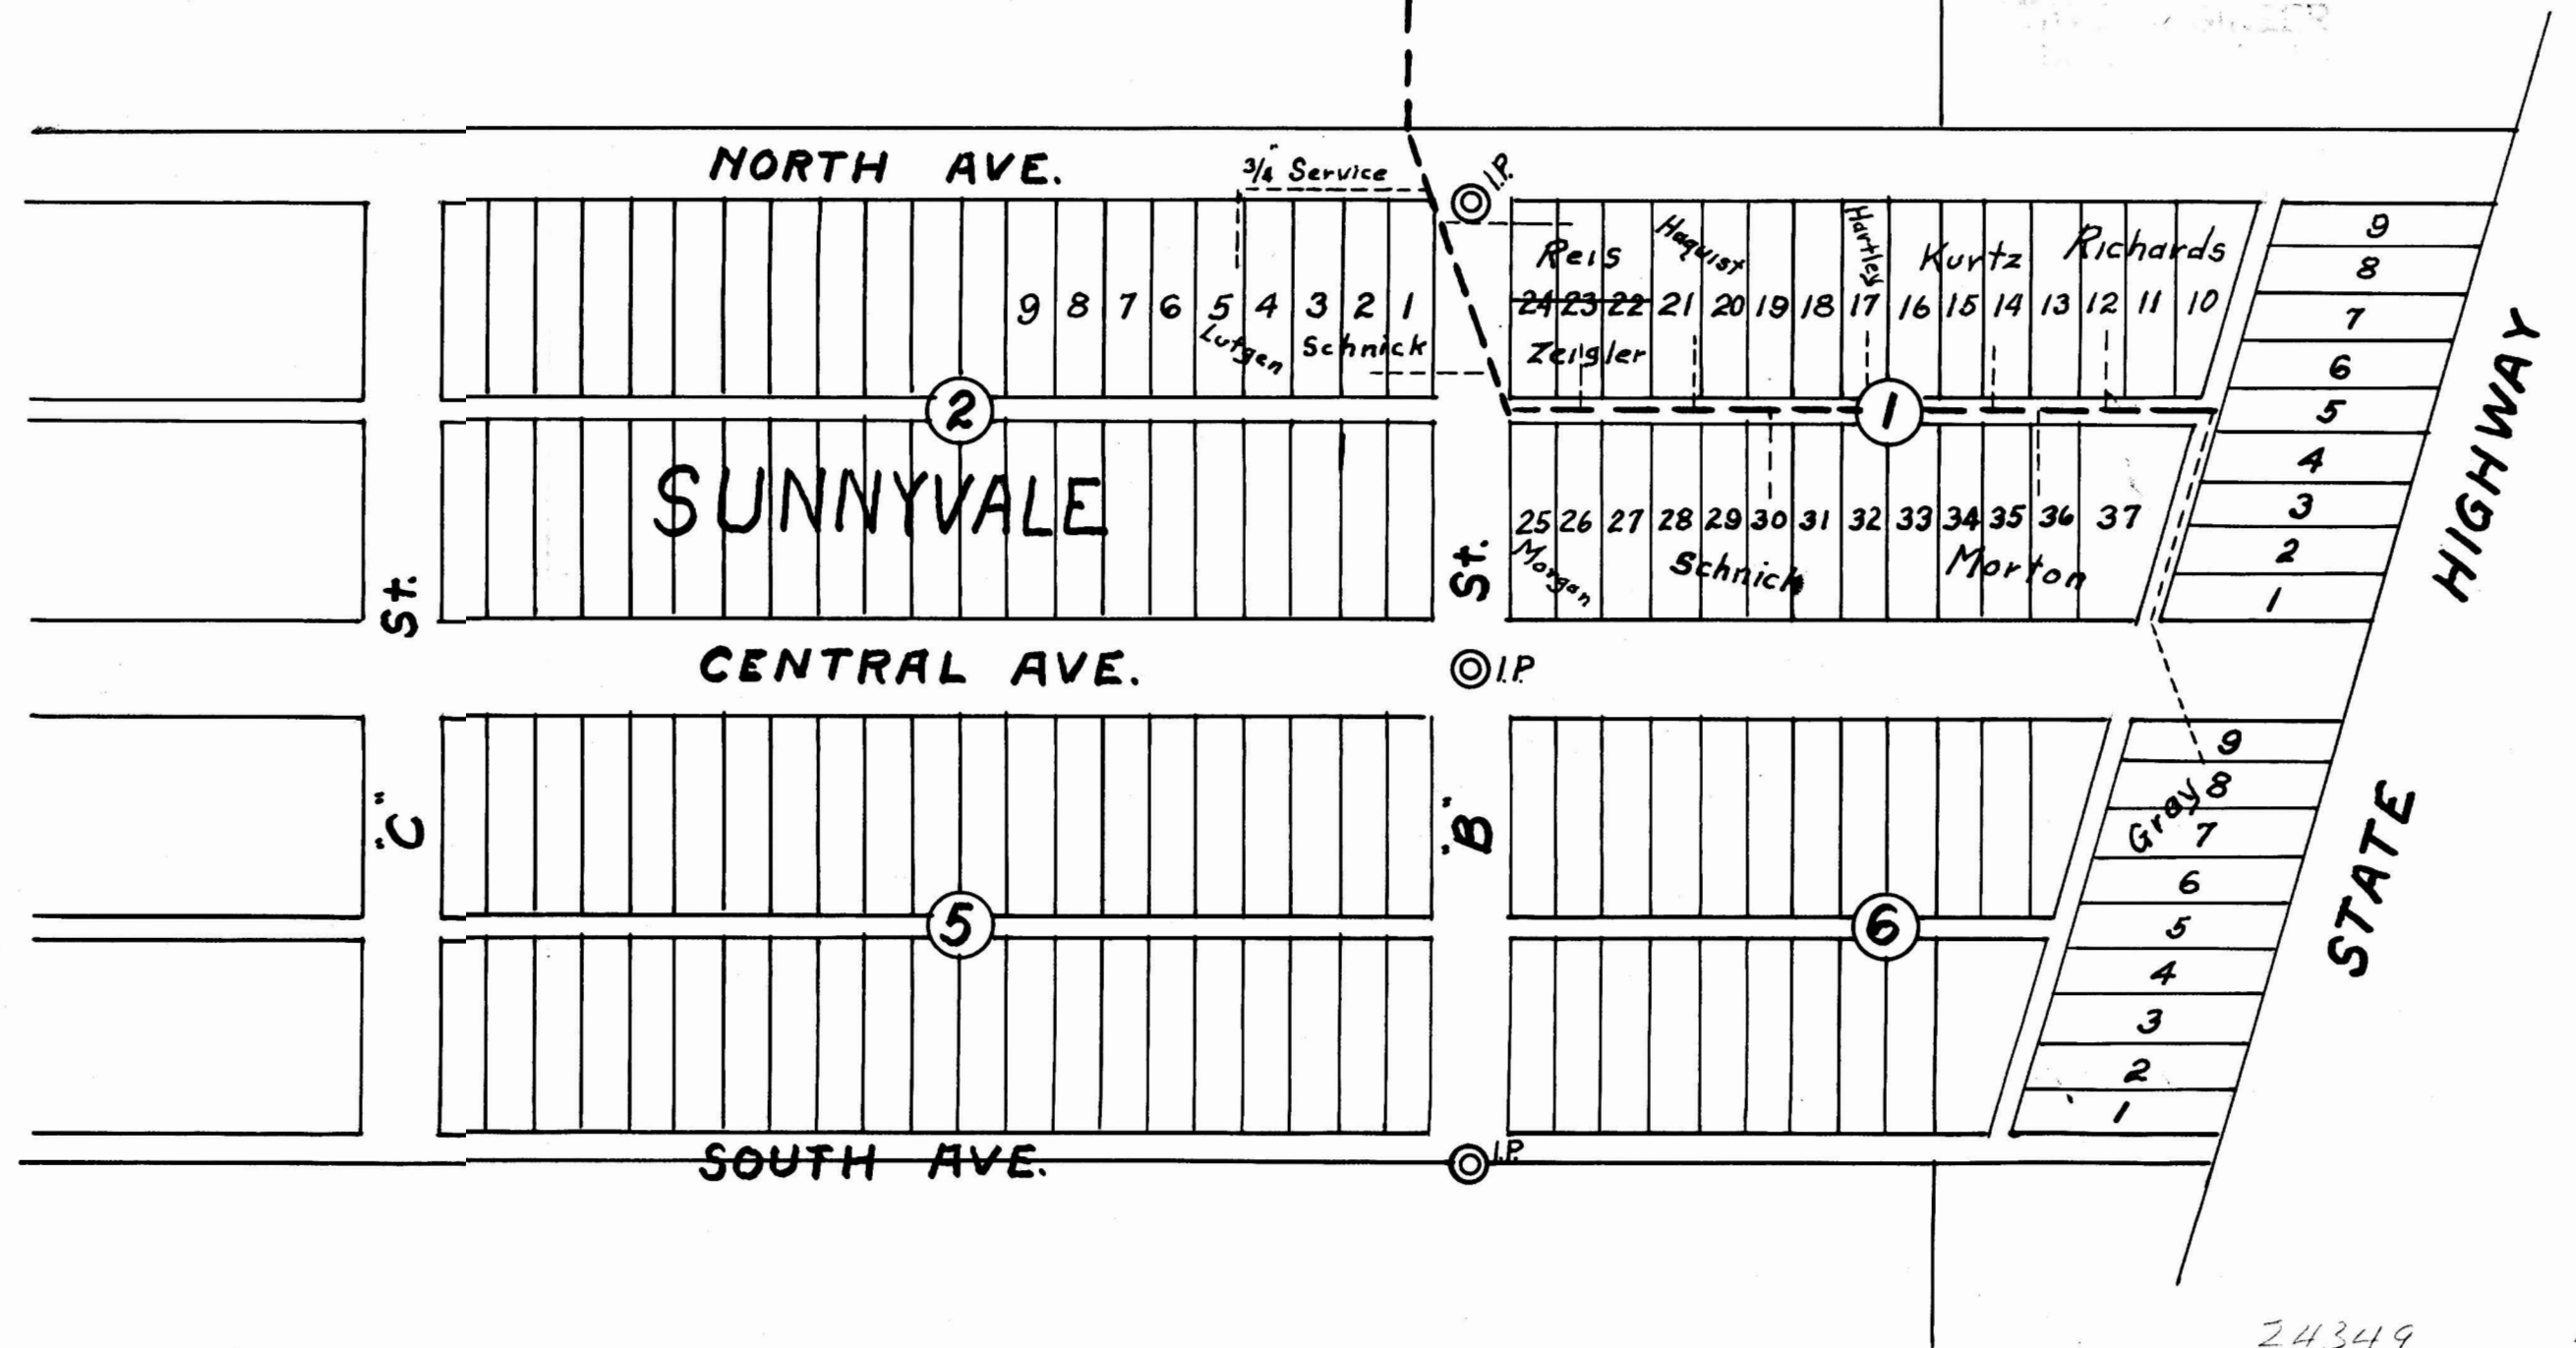 NORTH AVE.
3/4" Service
I.P.
9 8 7 6 5 4 3 2 1
Lutgen
Schnick
Reis
Haquist
Hartley
Kurtz
Richards
24 23 22 21 20 19 18 17 16 15 14 13 12 11 10
Zeigler
9
8
7
6
5
4
3
2
1
2
1
SUNNYVALE
25 26 27 28 29 30 31 32 33 34 35 36 37
Morgan
Schnick
Morton
CENTRAL AVE.
I.P.
"C" St.
"B" St.
STATE HIGHWAY
9
8
Gray
7
6
5
4
3
2
1
5
6
SOUTH AVE.
I.P.
24349